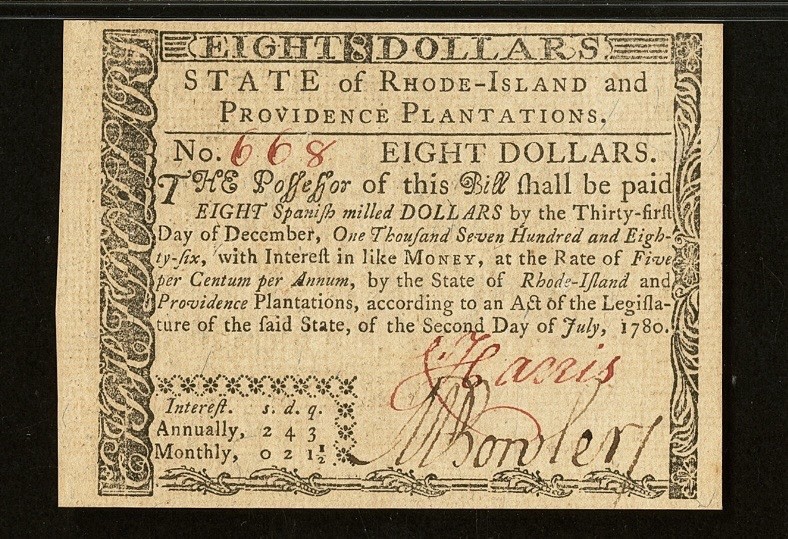 EIGHT 8 DOLLARS
STATE of RHODE-ISLAND and
PROVIDENCE PLANTATIONS,
No. 668 EIGHT DOLLARS.
THE Poſſeſſor of this Bill ſhall be paid
EIGHT Spaniſh milled DOLLARS by the Thirty-firſt
Day of December, One Thouſand Seven Hundred and Eigh-
ty-ſix, with Intereſt in like MONEY, at the Rate of Five
per Centum per Annum, by the State of Rhode-Iſland and
Providence Plantations, according to an Act of the Legiſla-
ture of the ſaid State, of the Second Day of July, 1780.
Harris
Intereſt. s. d. q.
Annually, 2 4 3
Monthly, 0 2 1½
Bowler